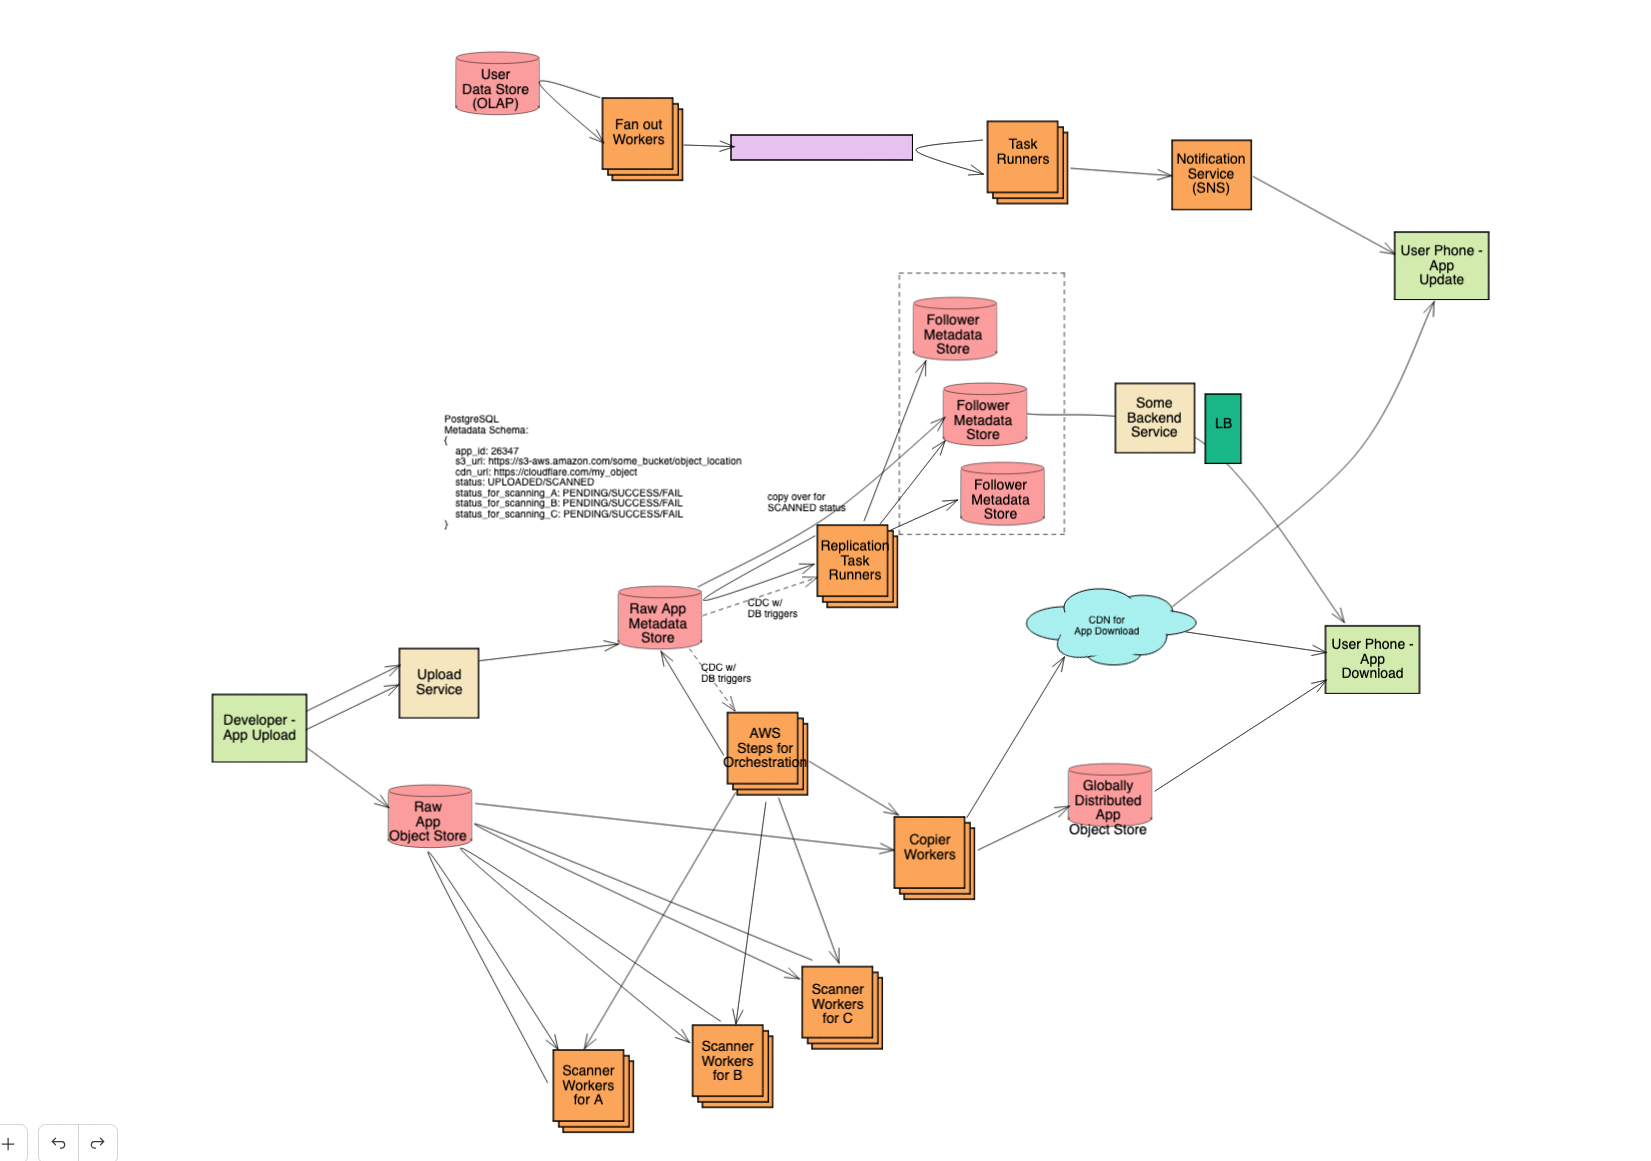 User
Data Store
(OLAP)
Fan out
Workers
Task
Runners
Notification
Service
(SNS)
User Phone -
App
Update
Follower
Metadata
Store
Follower
Metadata
Store
Follower
Metadata
Store
Some
Backend
Service
LB
PostgreSQL
Metadata Schema:
{
app_id: 26347
s3_url: https://s3-aws.amazon.com/some_bucket/object_location
cdn_url: https://cloudflare.com/my_object
status: UPLOADED/SCANNED
status_for_scanning_A: PENDING/SUCCESS/FAIL
status_for_scanning_B: PENDING/SUCCESS/FAIL
status_for_scanning_C: PENDING/SUCCESS/FAIL
}
copy over for
SCANNED status
Replication
Task
Runners
CDC w/
DB triggers
Raw App
Metadata
Store
CDC w/
DB triggers
CDN for
App Download
User Phone -
App
Download
Upload
Service
Developer -
App Upload
AWS
Steps for
Orchestration
Raw
App
Object Store
Globally
Distributed
App
Object Store
Copier
Workers
Scanner
Workers
for C
Scanner
Workers
for B
Scanner
Workers
for A